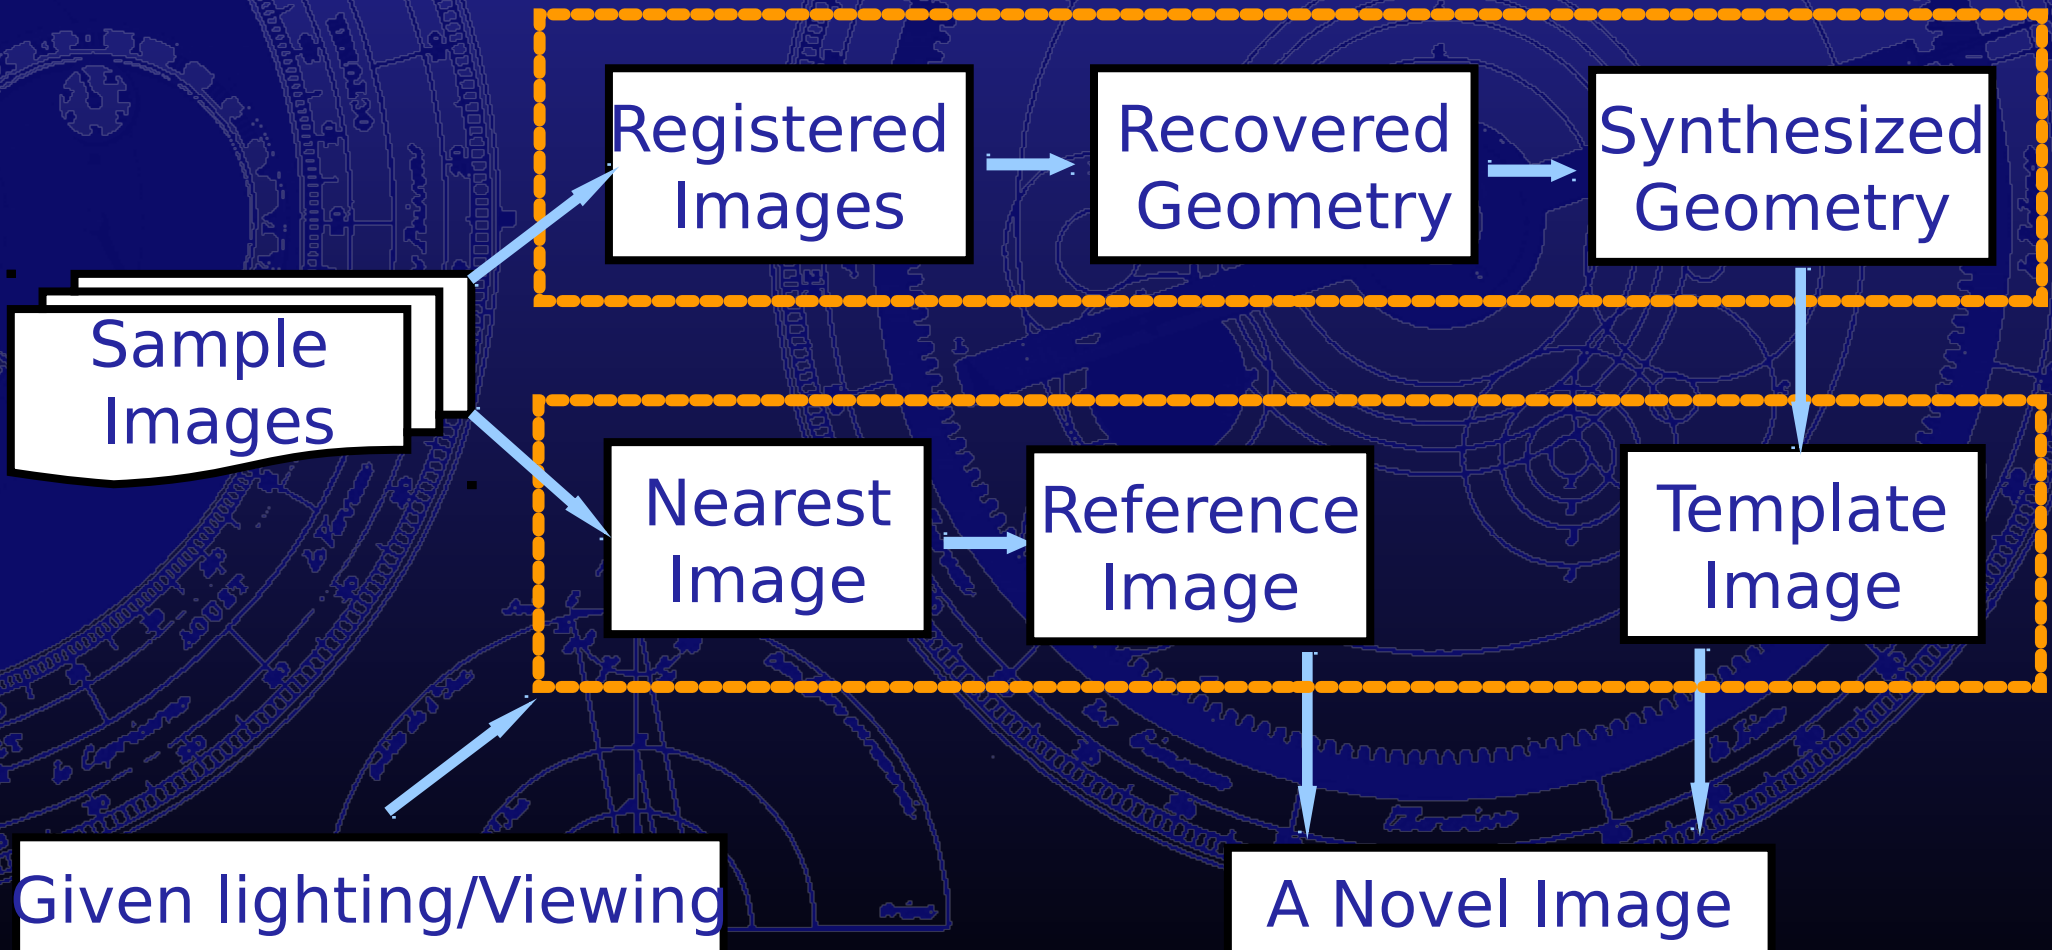 Registered
Images
Recovered
Geometry
Synthesized
Geometry
Sample
Images
Nearest
Image
Reference
Image
Template
Image
Given lighting/Viewing
A Novel Image